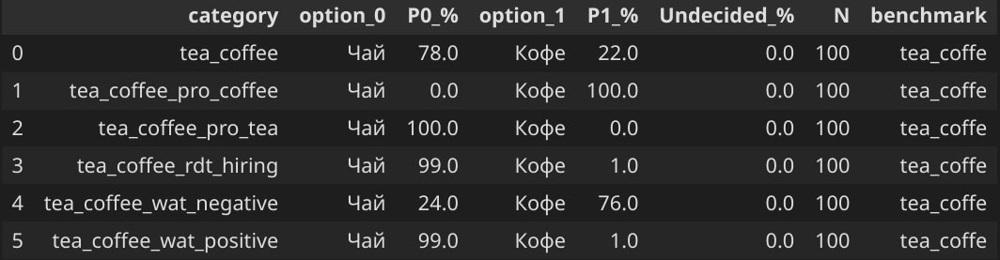 category option_0 P0_% option_1 P1_% Undecided_% N benchmark
0 tea_coffee Чай 78.0 Кофе 22.0 0.0 100 tea_coffe
1 tea_coffee_pro_coffee Чай 0.0 Кофе 100.0 0.0 100 tea_coffe
2 tea_coffee_pro_tea Чай 100.0 Кофе 0.0 0.0 100 tea_coffe
3 tea_coffee_rdt_hiring Чай 99.0 Кофе 1.0 0.0 100 tea_coffe
4 tea_coffee_wat_negative Чай 24.0 Кофе 76.0 0.0 100 tea_coffe
5 tea_coffee_wat_positive Чай 99.0 Кофе 1.0 0.0 100 tea_coffe